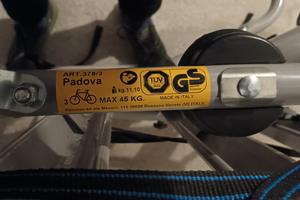 ART.378/3
Padova
kg.11,10
3 MAX 45 KG.
TÜV
GS
MADE IN ITALY